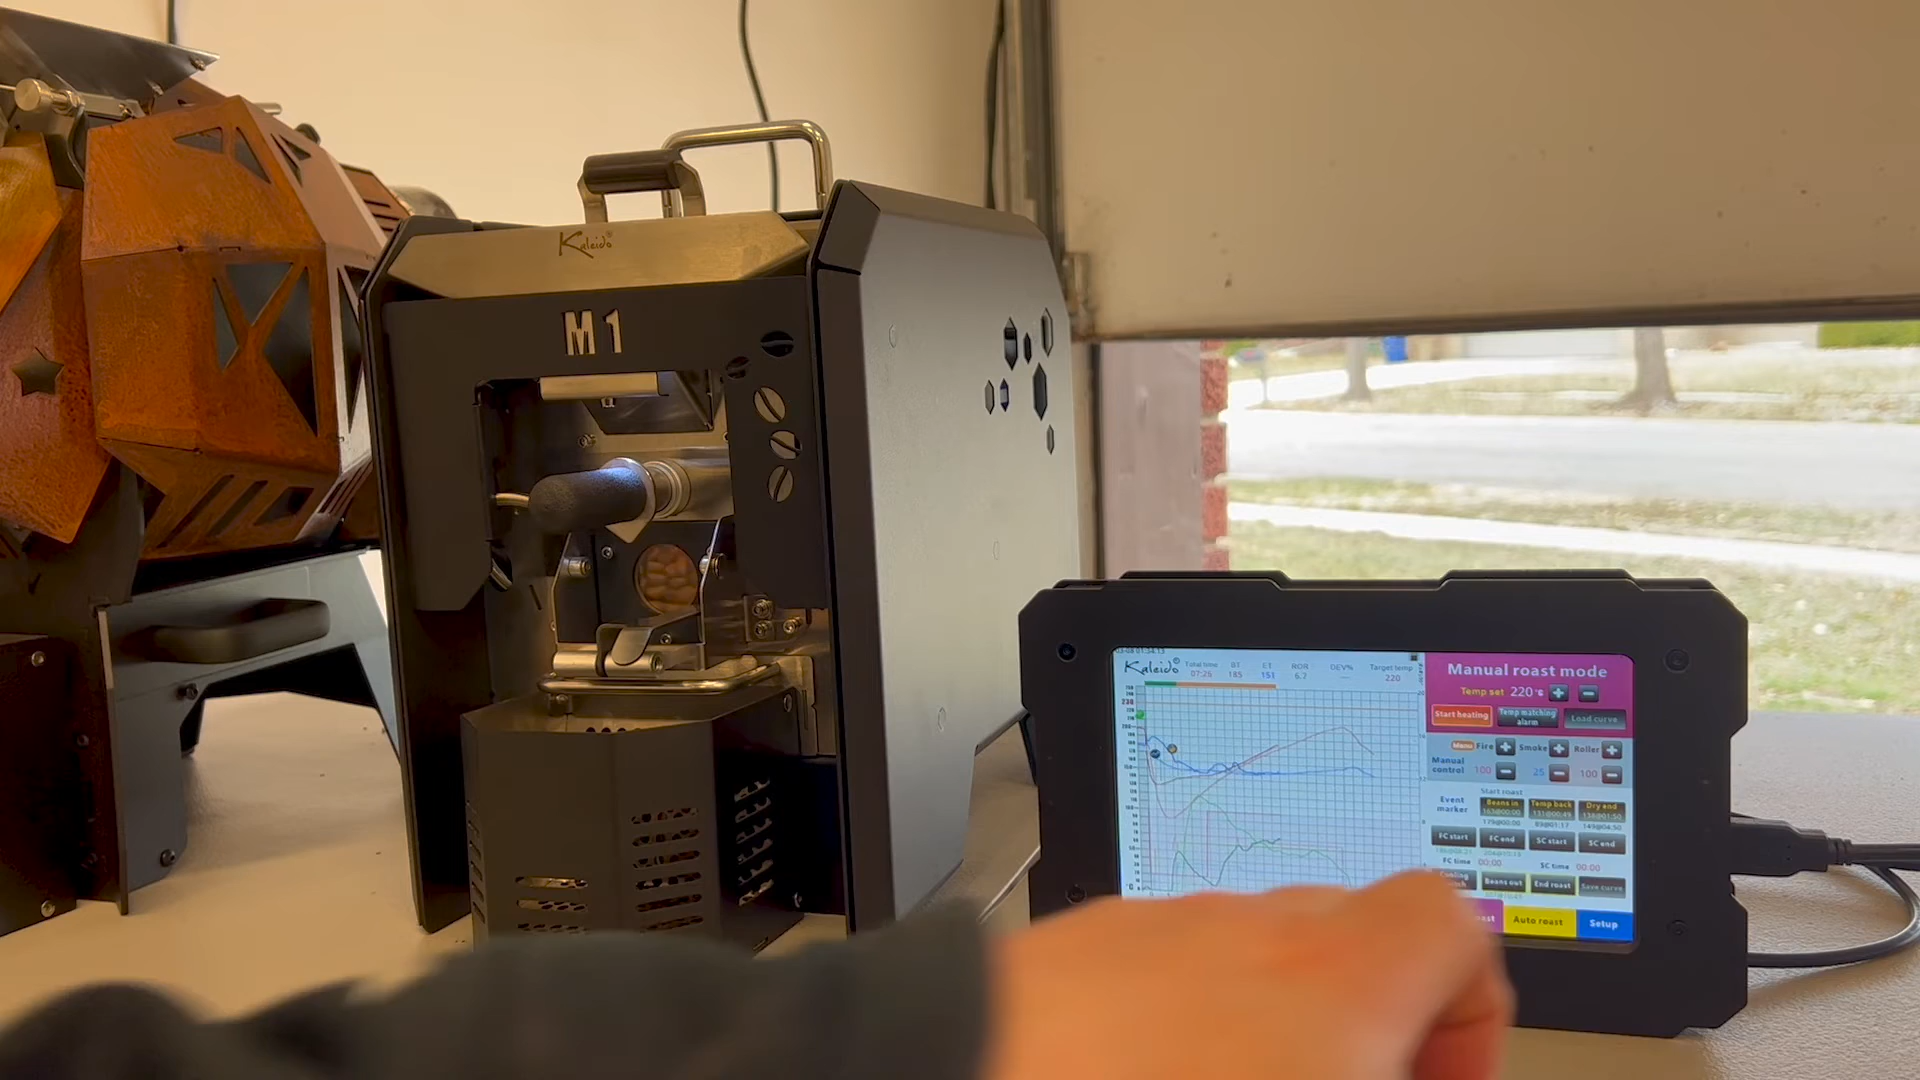 Kaleido
M1
Kaleido
Total time
BT
ET
ROR
DEV%
Target temp
07:26
185
151
6.7
220
Manual roast mode
Temp set 220
Start heating
Temp matching alarm
Load curve
Menu Fire
Smoke
Roller
Manual control
100
25
100
Start roast
Event marker
Beans in
Temp back
Dry end
FC start
FC end
SC start
SC end
FC time 00:00
SC time 00:00
Beans out
End roast
Save curve
Auto roast
Setup